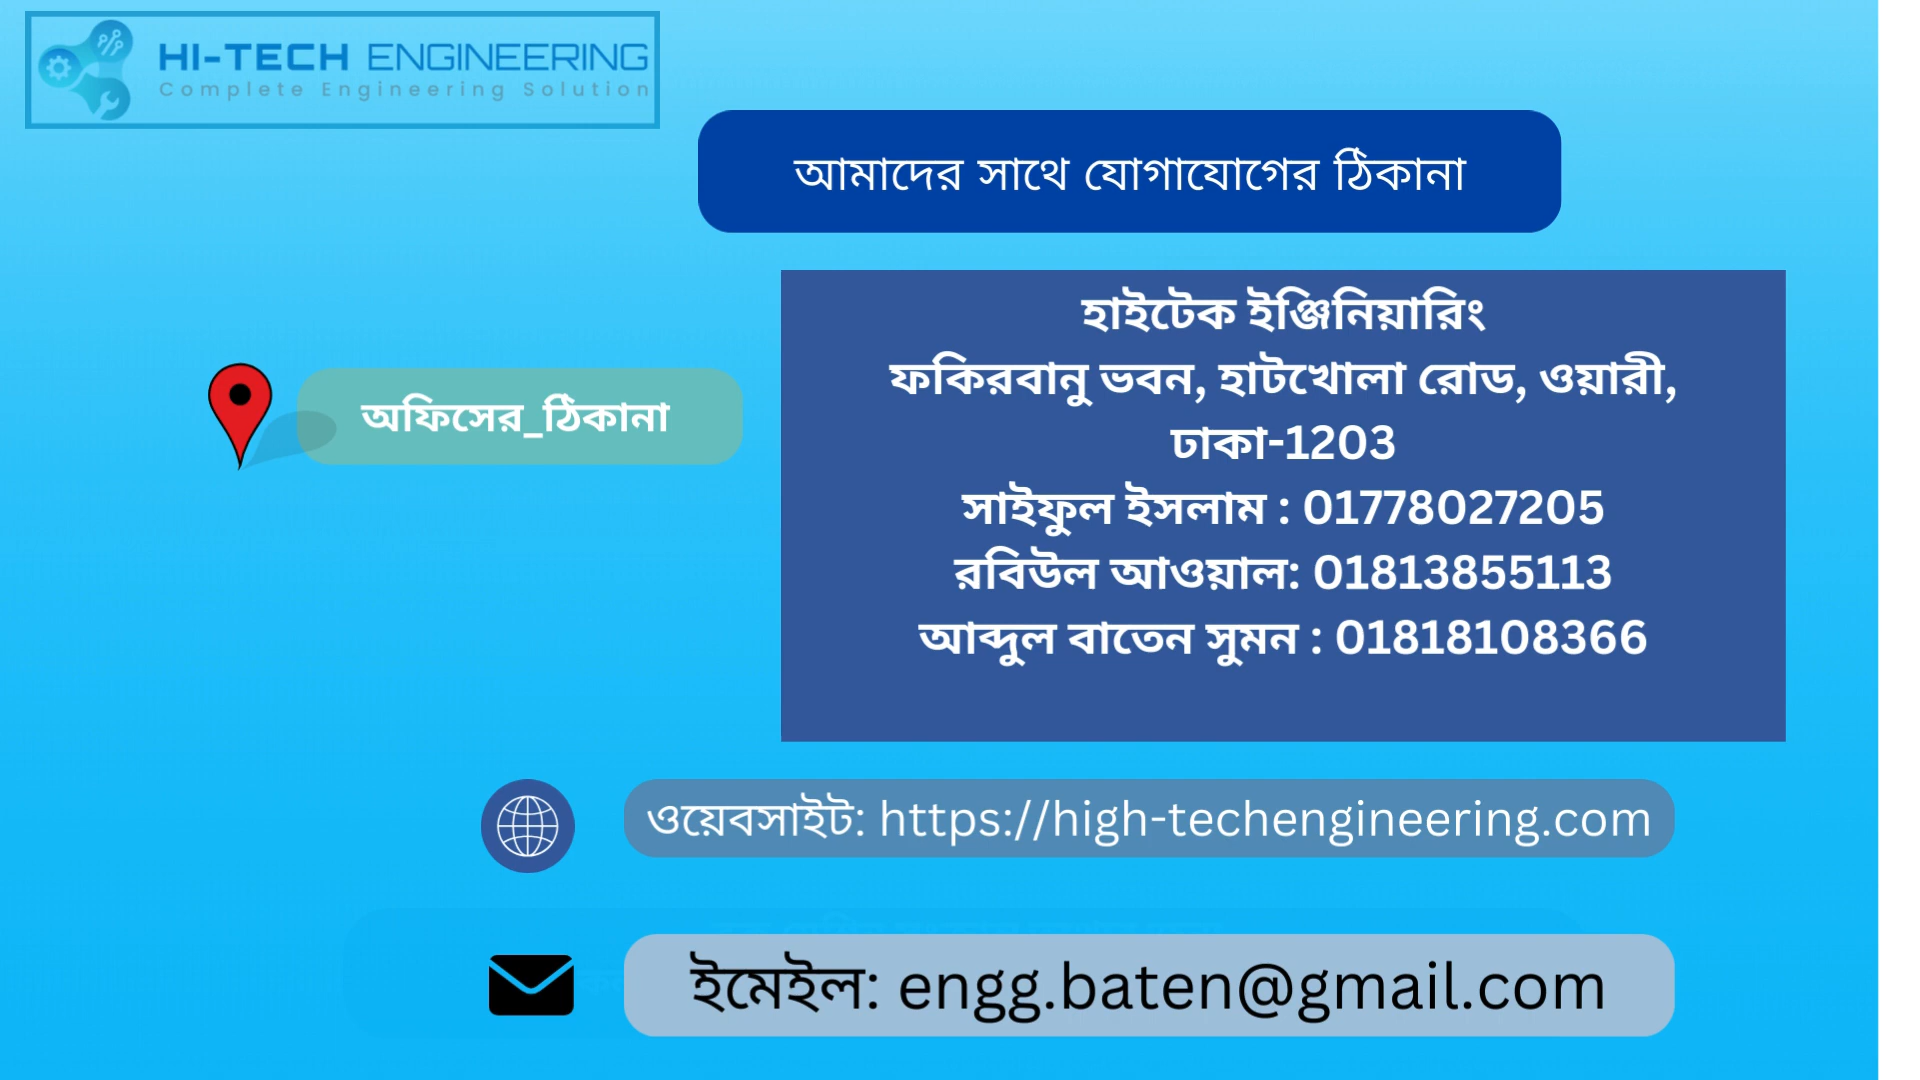 HI-TECH ENGINEERING
Complete Engineering Solution
আমাদের সাথে যোগাযোগের ঠিকানা
অফিসের_ঠিকানা
হাইটেক ইঞ্জিনিয়ারিং
ফকিরবানু ভবন, হাটখোলা রোড, ওয়ারী,
ঢাকা-1203
সাইফুল ইসলাম : 01778027205
রবিউল আওয়াল: 01813855113
আব্দুল বাতেন সুমন : 01818108366
ওয়েবসাইট: https://high-techengineering.com
ইমেইল: engg.baten@gmail.com